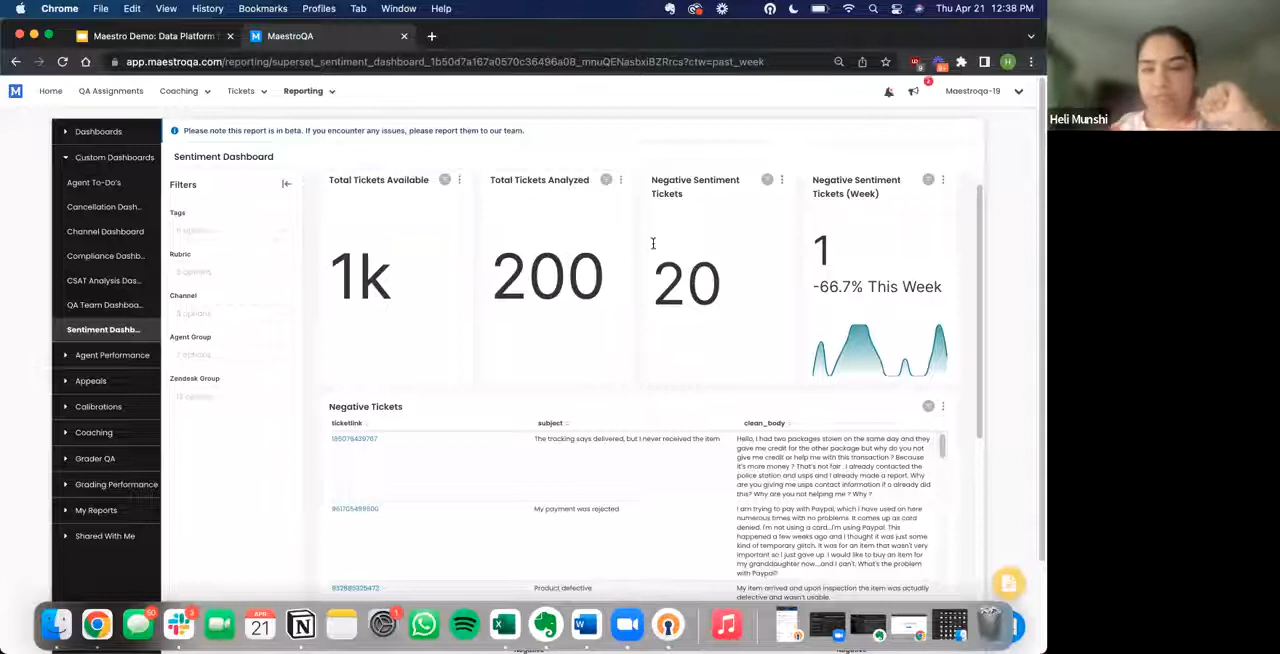 Chrome File Edit View History Bookmarks Profiles Tab Window Help
Thu Apr 21 12:38 PM
Maestro Demo: Data Platform
MaestroQA
app.maestroqa.com/reporting/superset_sentiment_dashboard_1b50d7a167a0570c36496a08_mnuQENasbxiBZRrcs?ctw=past_week
Home QA Assignments Coaching Tickets Reporting
2
Maestroqa-19
Heli Munshi
Dashboards
Custom Dashboards
Agent To-Do's
Cancellation Dash...
Channel Dashboard
Compliance Dashb...
CSAT Analysis Das...
QA Team Dashboa...
Sentiment Dashb...
Agent Performance
Appeals
Calibrations
Coaching
Grader QA
Grading Performance
My Reports
Shared With Me
Please note this report is in beta. If you encounter any issues, please report them to our team.
Sentiment Dashboard
Filters
Tags
Rubric
Channel
Agent Group
Zendesk Group
Total Tickets Available
1k
Total Tickets Analyzed
200
Negative Sentiment
Tickets
20
Negative Sentiment
Tickets (Week)
1
-66.7% This Week
Negative Tickets
ticketlink subject clean_body
The tracking says delivered, but I never received the item
Hello, I had two packages stolen on the same day and they
gave me credit for the other package but why do you not
give me credit or help me with this transaction ? Because
it's more money ? That's not fair . I already contacted the
police station and usps and I already made a report. Why
are you giving me usps contact information if o already did
this? Why are you not helping me ? Why ?
My payment was rejected
I am trying to pay with Paypal, which I have used on here
numerous times with no problems. It comes up as card
denied. I'm not using a card...I'm using Paypal. This
happened a few weeks ago and I thought it was just some
kind of temporary glitch. It was for an item that wasn't very
important so I just gave up. I would like to buy an item for
my granddaughter now....and I can't. What's the problem
with Paypal?
Product defective
My item arrived and upon inspection the item was actually
defective and wasn't usable.
50
3
APR
21
1